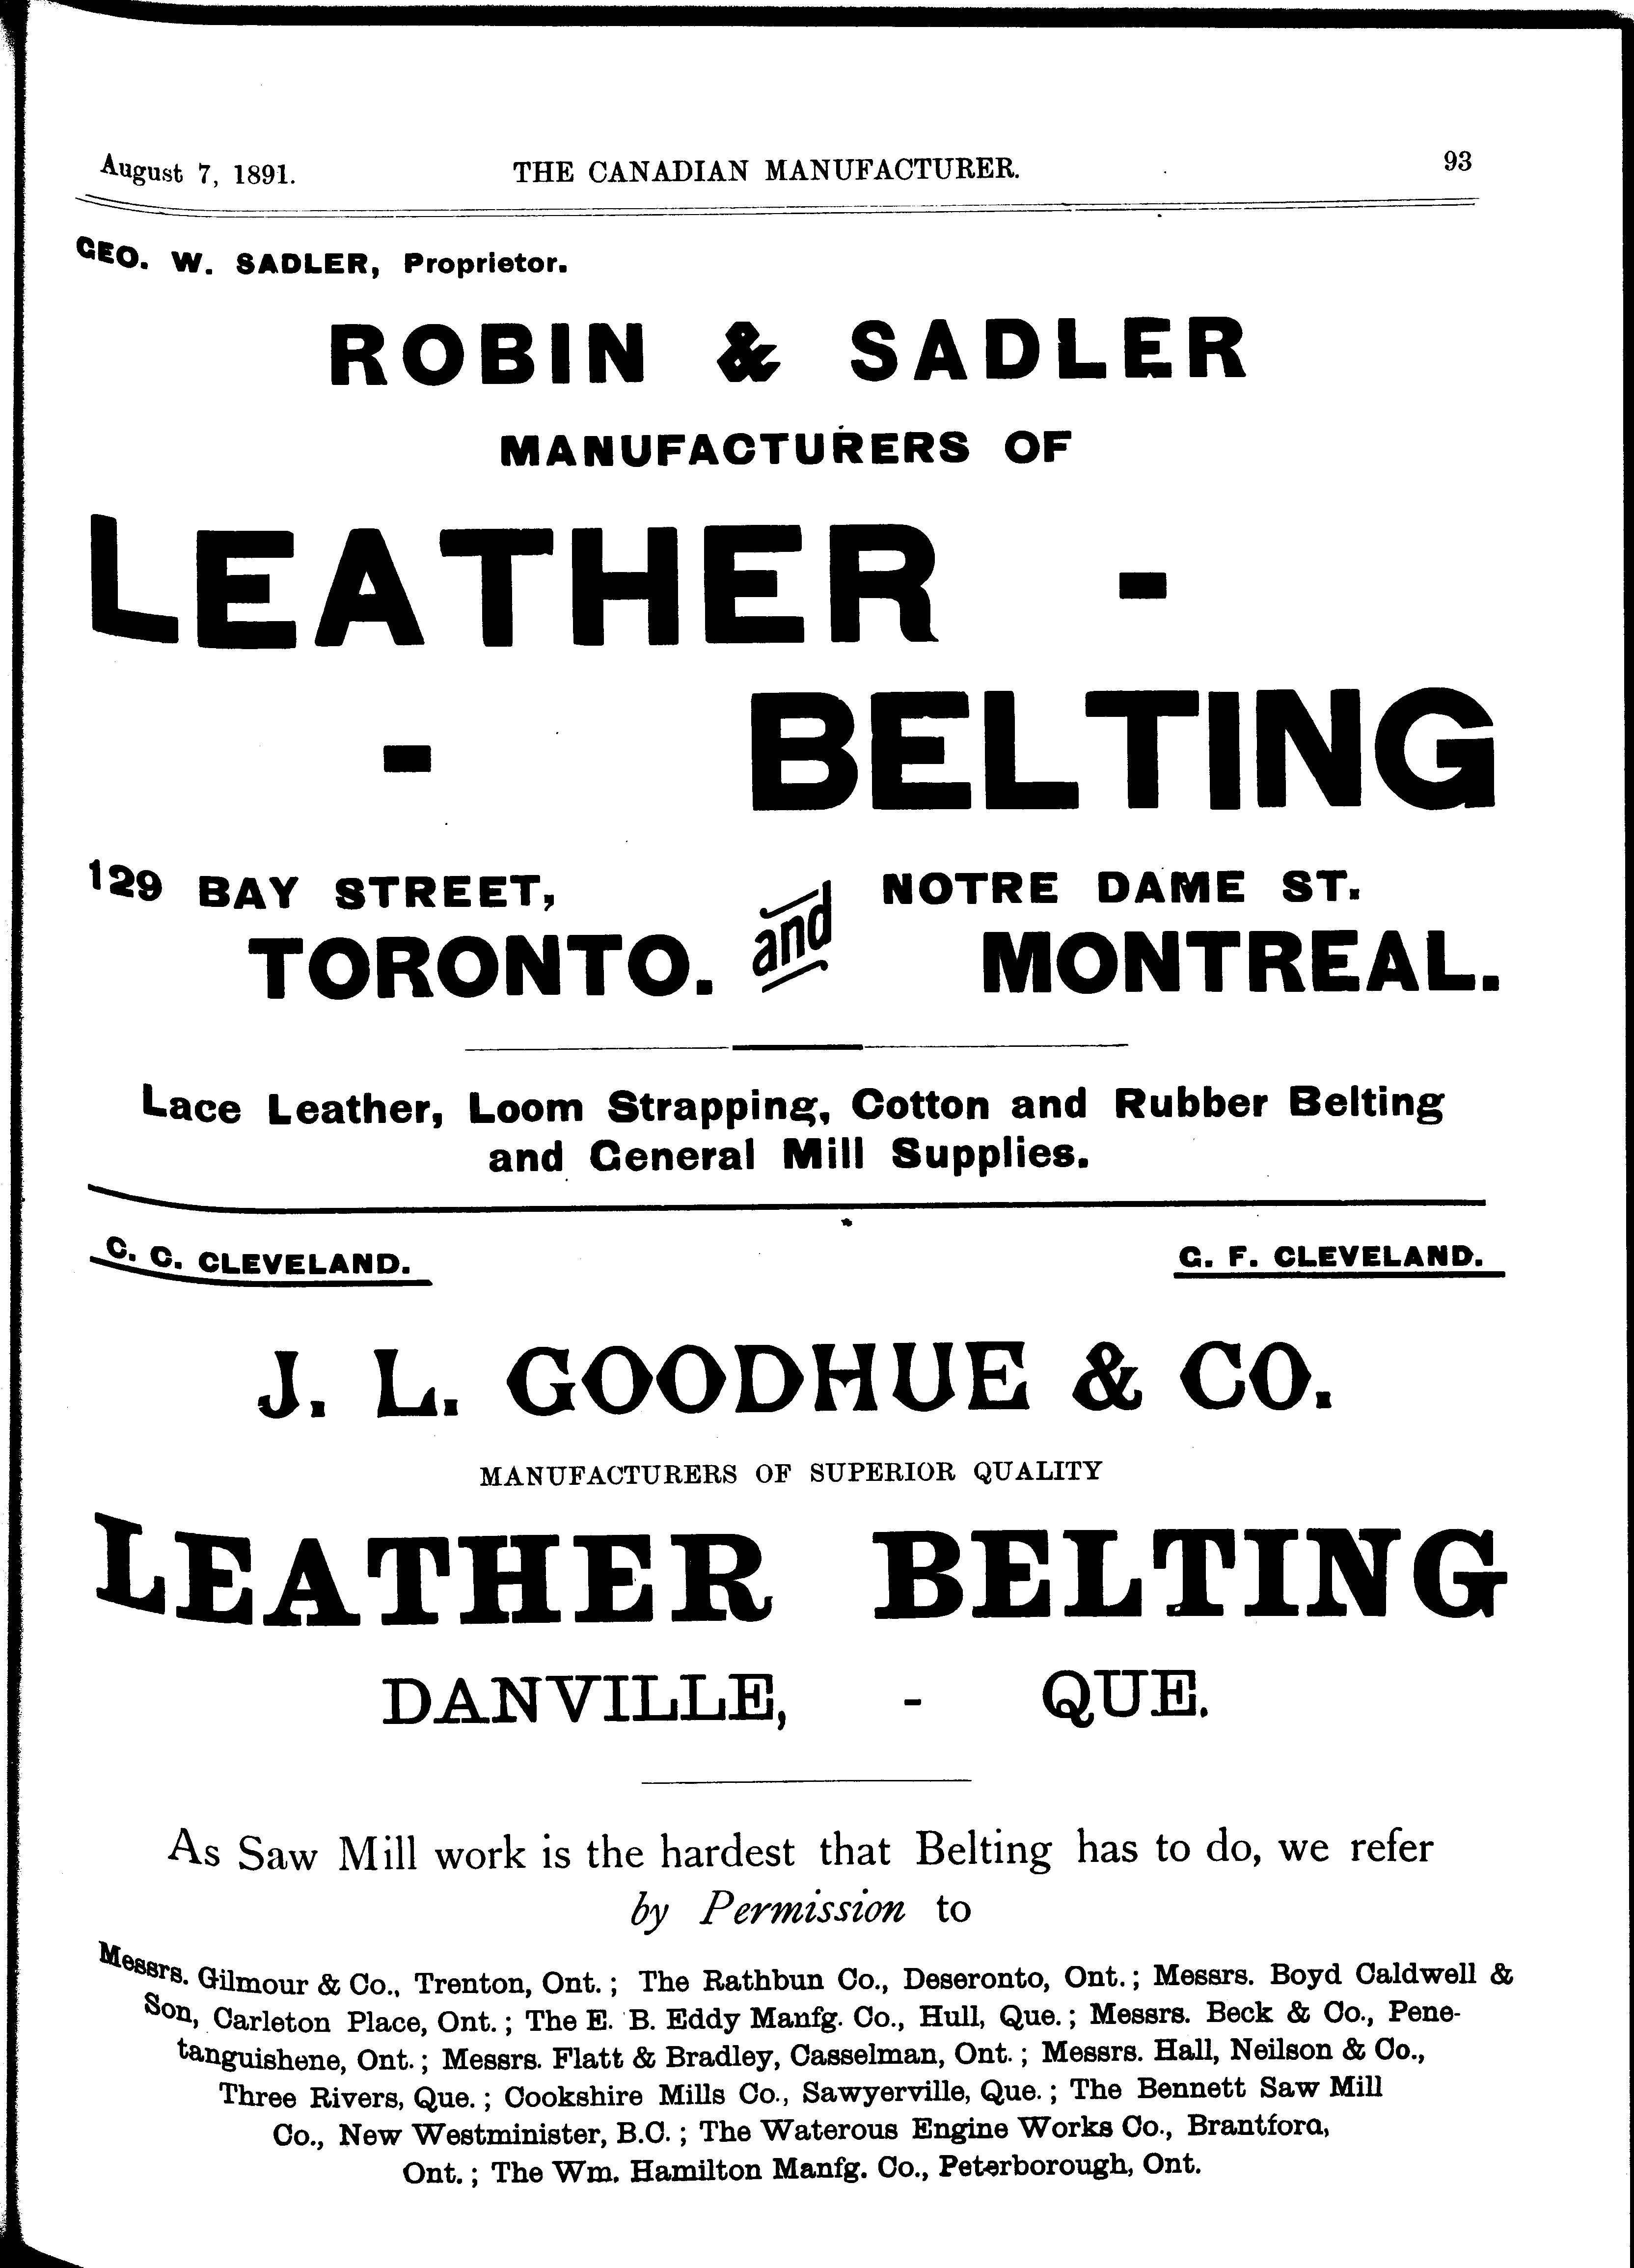 August 7, 1891.
THE CANADIAN MANUFACTURER.
93
GEO. W. SADLER, Proprietor.
ROBIN & SADLER
MANUFACTURERS OF
LEATHER -
- BELTING
129 BAY STREET,
TORONTO.
and
NOTRE DAME ST.
MONTREAL.
Lace Leather, Loom Strapping, Cotton and Rubber Belting
and General Mill Supplies.
C. C. CLEVELAND.
G. F. CLEVELAND.
J. L. GOODHUE & CO.
MANUFACTURERS OF SUPERIOR QUALITY
LEATHER BELTING
DANVILLE, - QUE.
As Saw Mill work is the hardest that Belting has to do, we refer
by Permission to
Messrs. Gilmour & Co., Trenton, Ont.; The Rathbun Co., Deseronto, Ont.; Messrs. Boyd Caldwell &
Son, Carleton Place, Ont.; The E. B. Eddy Manfg. Co., Hull, Que.; Messrs. Beck & Co., Pene-
tanguishene, Ont.; Messrs. Flatt & Bradley, Casselman, Ont.; Messrs. Hall, Neilson & Co.,
Three Rivers, Que.; Cookshire Mills Co., Sawyerville, Que.; The Bennett Saw Mill
Co., New Westminister, B.C.; The Waterous Engine Works Co., Brantford,
Ont.; The Wm. Hamilton Manfg. Co., Peterborough, Ont.